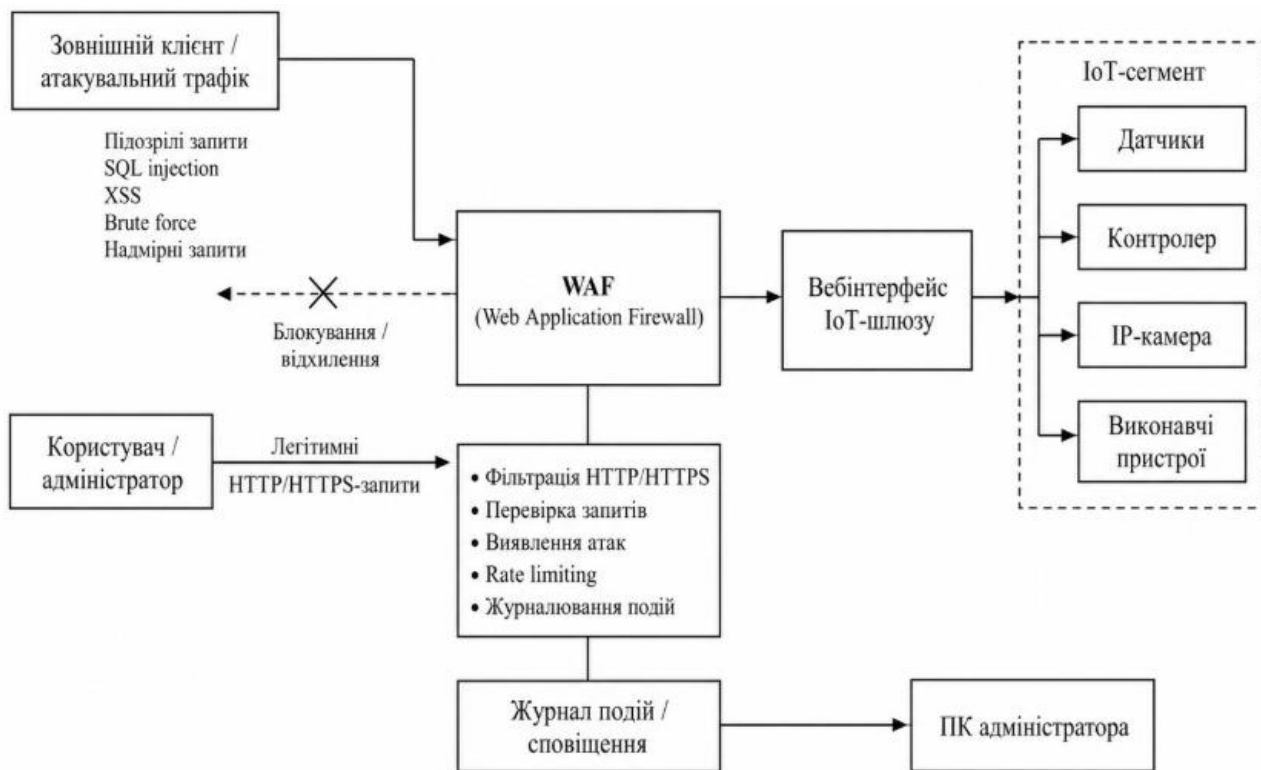 Зовнішній клієнт /
атакувальний трафік
Підозрілі запити
SQL injection
XSS
Brute force
Надмірні запити
Блокування /
відхилення
WAF
(Web Application Firewall)
Вебінтерфейс
IoT-шлюзу
IoT-сегмент
Датчики
Контролер
IP-камера
Виконавчі
пристрої
Користувач /
адміністратор
Легітимні
HTTP/HTTPS-запити
• Фільтрація HTTP/HTTPS
• Перевірка запитів
• Виявлення атак
• Rate limiting
• Журналювання подій
Журнал подій /
сповіщення
ПК адміністратора